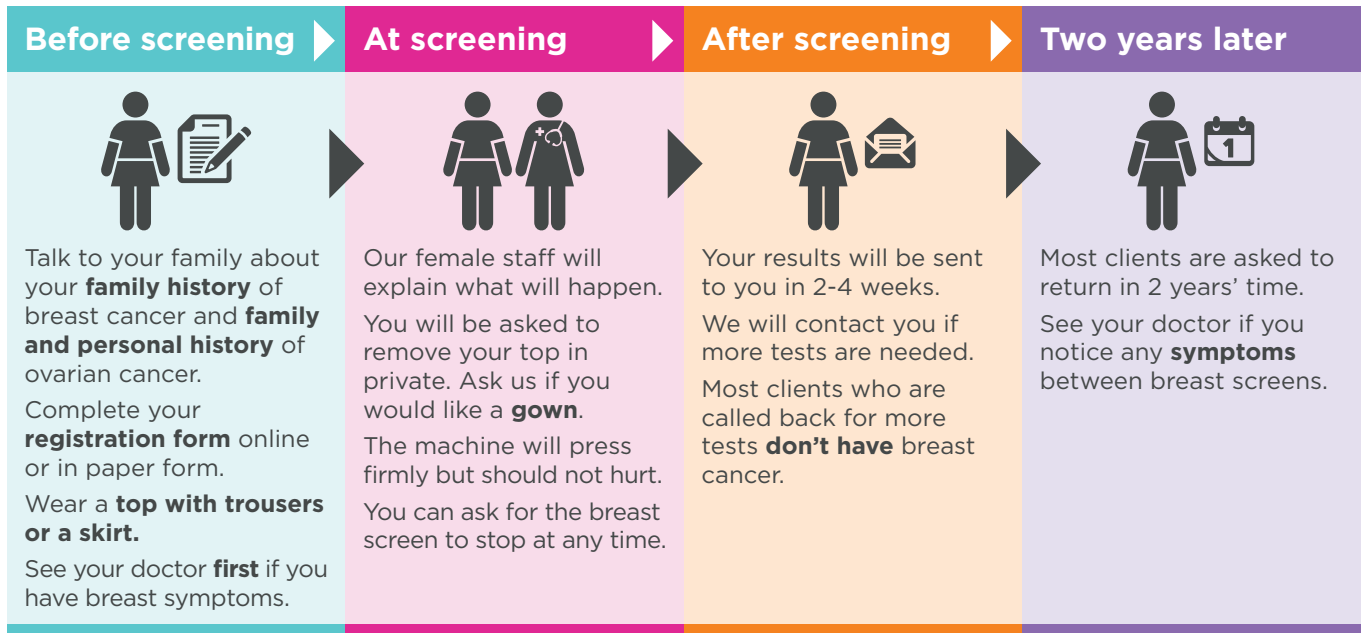 Before screening
Talk to your family about
your family history of
breast cancer and family
and personal history of
ovarian cancer.
Complete your
registration form online
or in paper form.
Wear a top with trousers
or a skirt.
See your doctor first if you
have breast symptoms.
At screening
Our female staff will
explain what will happen.
You will be asked to
remove your top in
private. Ask us if you
would like a gown.
The machine will press
firmly but should not hurt.
You can ask for the breast
screen to stop at any time.
After screening
Your results will be sent
to you in 2-4 weeks.
We will contact you if
more tests are needed.
Most clients who are
called back for more
tests don't have breast
cancer.
Two years later
1
Most clients are asked to
return in 2 years' time.
See your doctor if you
notice any symptoms
between breast screens.